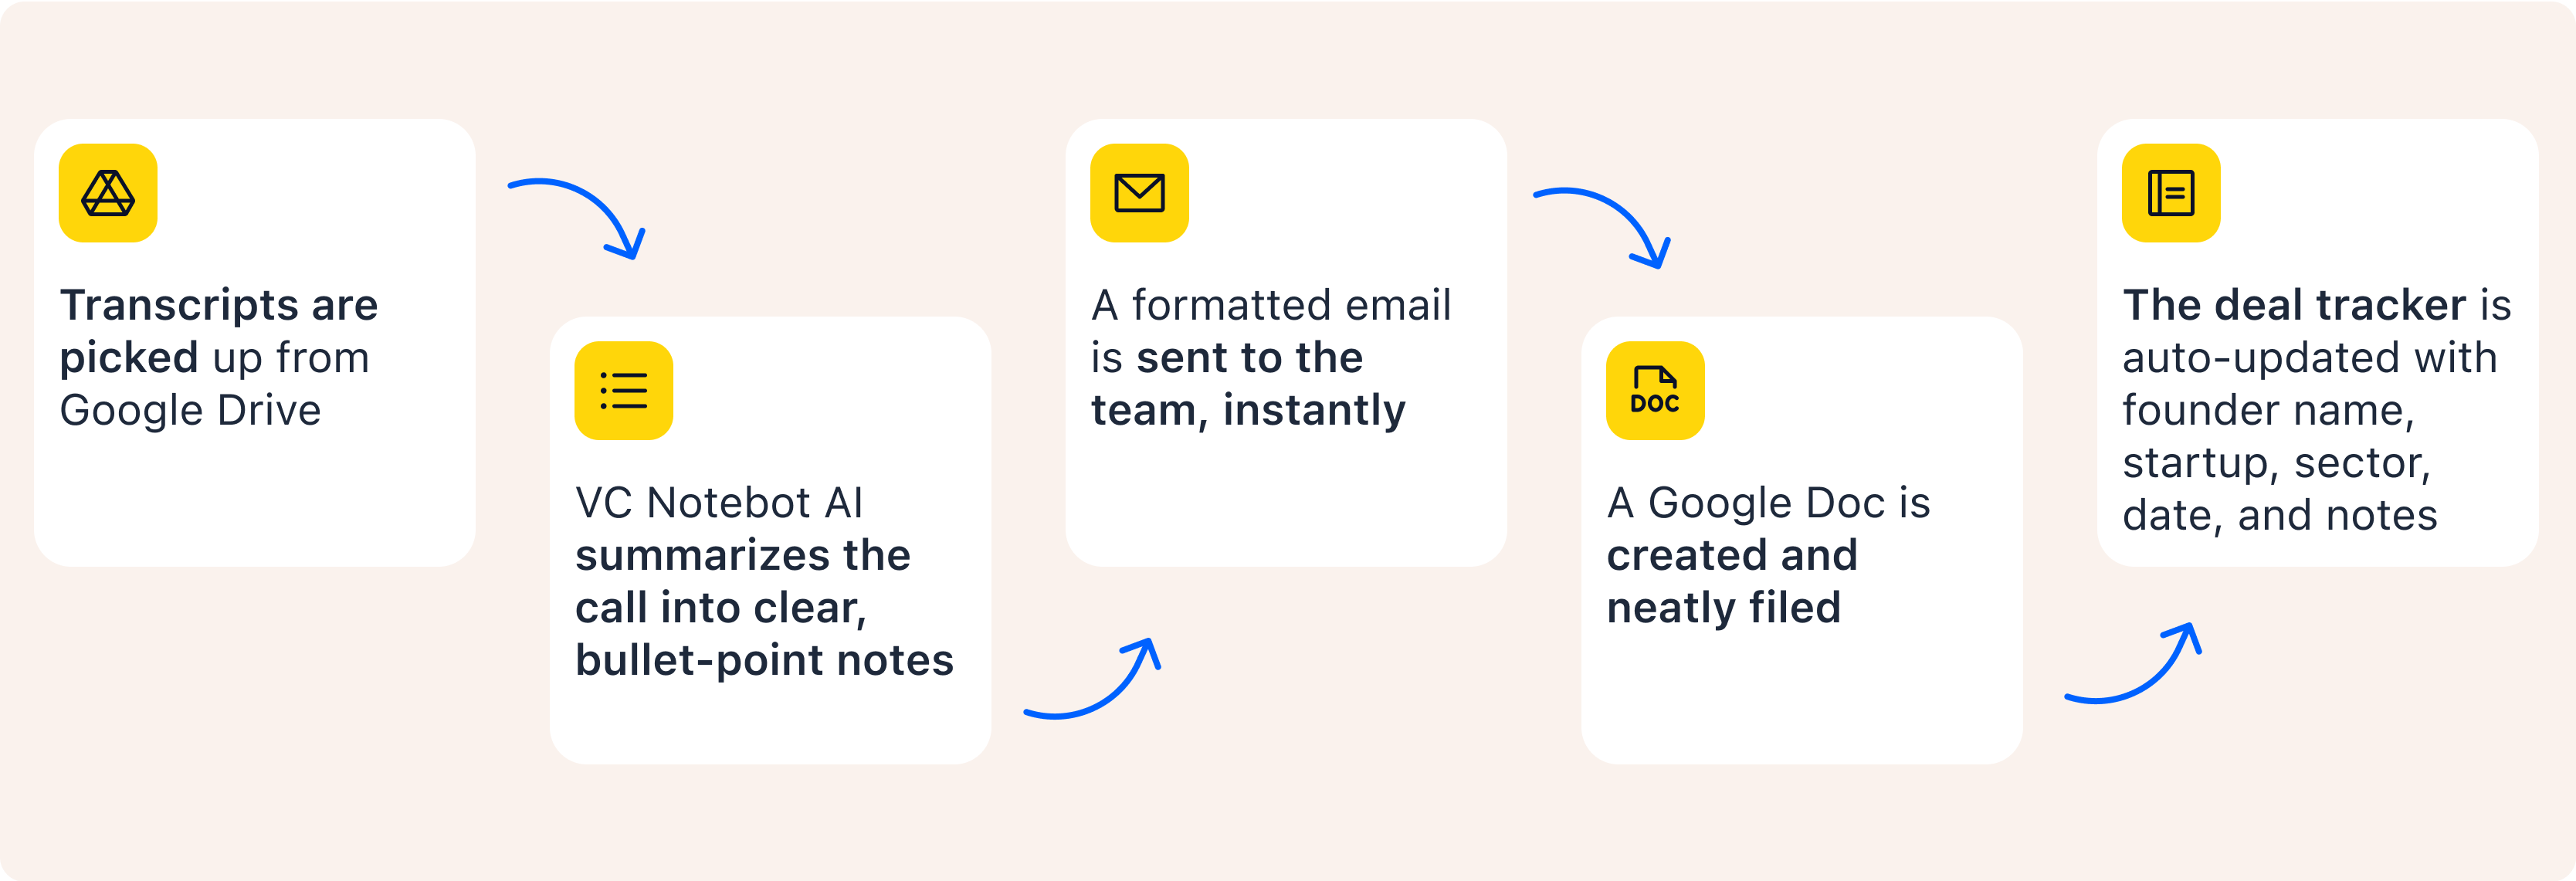 Transcripts are
picked up from
Google Drive
VC Notebot AI
summarizes the
call into clear,
bullet-point notes
A formatted email
is sent to the
team, instantly
DOC
A Google Doc is
created and
neatly filed
The deal tracker is
auto-updated with
founder name,
startup, sector,
date, and notes